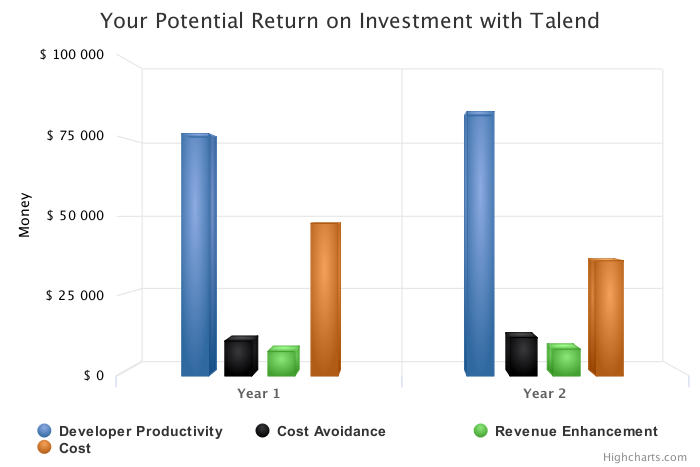 Your Potential Return on Investment with Talend
$ 100 000
$ 75 000
$ 50 000
$ 25 000
$ 0
Money
Year 1
Year 2
Developer Productivity
Cost Avoidance
Revenue Enhancement
Cost
Highcharts.com